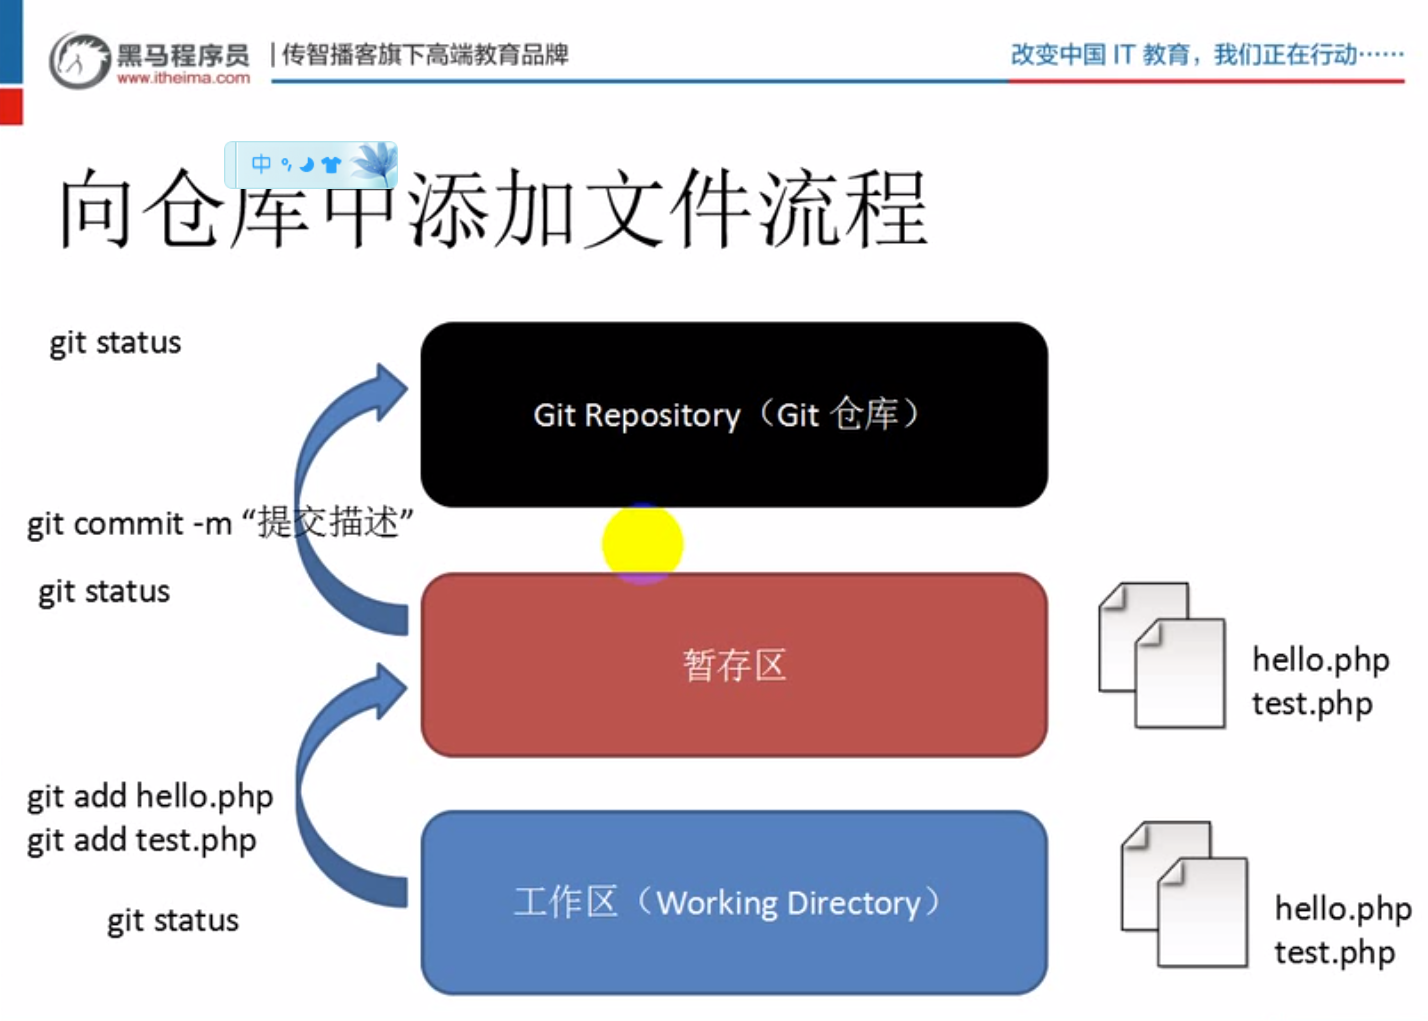 黑马程序员
www.itheima.com
传智播客旗下高端教育品牌
改变中国 IT 教育，我们正在行动……
中
向仓库中添加文件流程
git status
Git Repository（Git 仓库）
git commit -m “提交描述”
git status
暂存区
hello.php
test.php
git add hello.php
git add test.php
git status
工作区（Working Directory）
hello.php
test.php